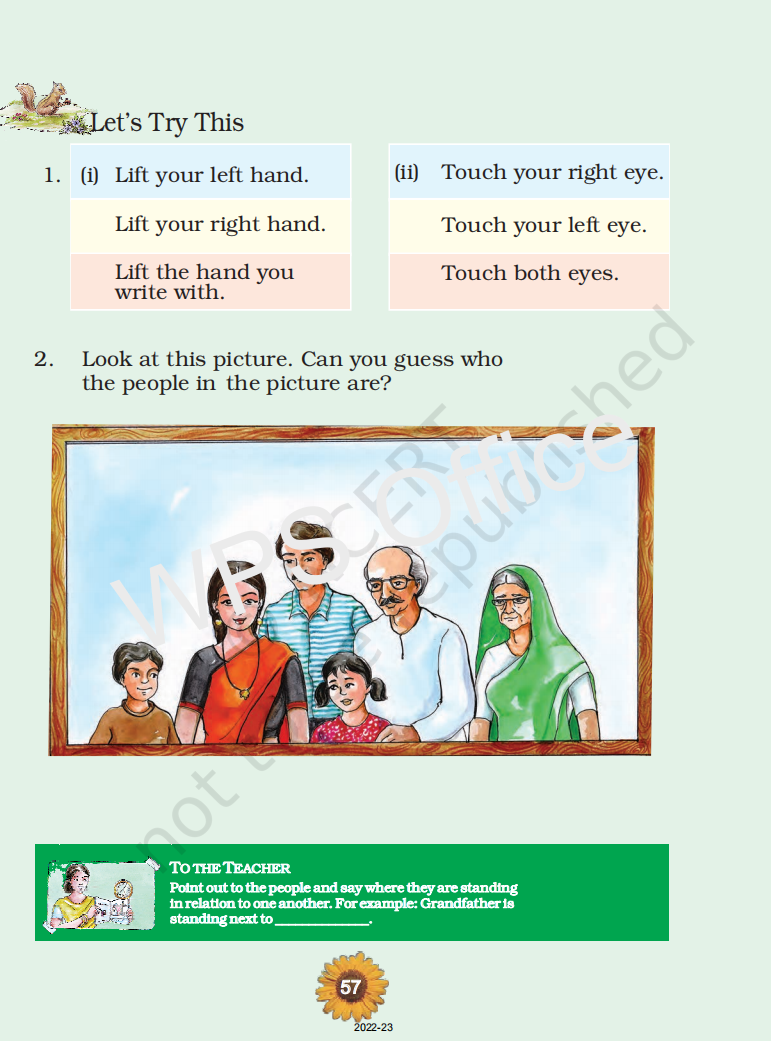 Let's Try This
1. (i) Lift your left hand.
Lift your right hand.
Lift the hand you
write with.
(ii) Touch your right eye.
Touch your left eye.
Touch both eyes.
2. Look at this picture. Can you guess who
the people in the picture are?
WPS Office
© NCERT
not to be republished
TO THE TEACHER
Point out to the people and say where they are standing
in relation to one another. For example: Grandfather is
standing next to ______________.
57
2022-23